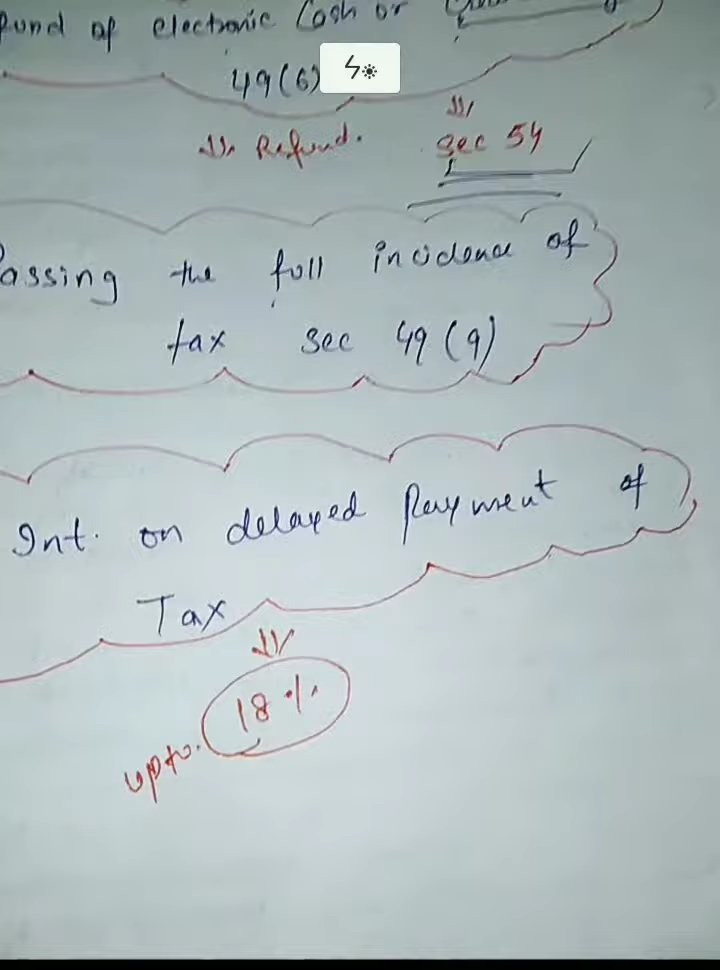 fund of electronic Cash or
49(6)
Refund. Sec 54
Passing the full incidence of
tax Sec 49(9)
Int. on delayed Payment of
Tax
upto. 18%